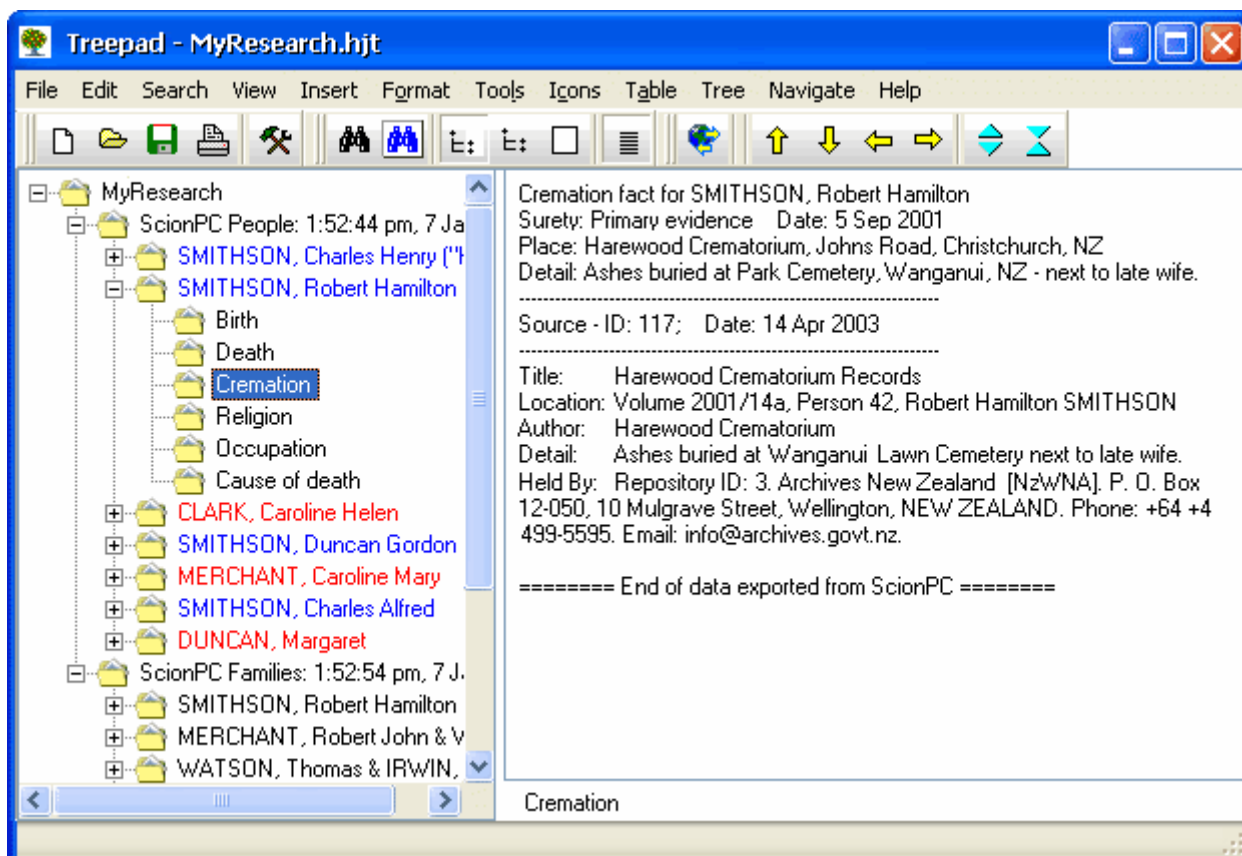 Treepad - MyResearch.hjt
File Edit Search View Insert Format Tools Icons Table Tree Navigate Help
MyResearch
ScionPC People: 1:52:44 pm, 7 Ja
SMITHSON, Charles Henry ("H
SMITHSON, Robert Hamilton
Birth
Death
Cremation
Religion
Occupation
Cause of death
CLARK, Caroline Helen
SMITHSON, Duncan Gordon
MERCHANT, Caroline Mary
SMITHSON, Charles Alfred
DUNCAN, Margaret
ScionPC Families: 1:52:54 pm, 7 J
SMITHSON, Robert Hamilton
MERCHANT, Robert John & V
WATSON, Thomas & IRWIN,
Cremation fact for SMITHSON, Robert Hamilton
Surety: Primary evidence Date: 5 Sep 2001
Place: Harewood Crematorium, Johns Road, Christchurch, NZ
Detail: Ashes buried at Park Cemetery, Wanganui, NZ - next to late wife.
----------------------------------------------------------------------
Source - ID: 117; Date: 14 Apr 2003
----------------------------------------------------------------------
Title: Harewood Crematorium Records
Location: Volume 2001/14a, Person 42, Robert Hamilton SMITHSON
Author: Harewood Crematorium
Detail: Ashes buried at Wanganui Lawn Cemetery next to late wife.
Held By: Repository ID: 3. Archives New Zealand [NzWNA]. P. O. Box
12-050, 10 Mulgrave Street, Wellington, NEW ZEALAND. Phone: +64 +4
499-5595. Email: info@archives.govt.nz.
======== End of data exported from ScionPC ========
Cremation